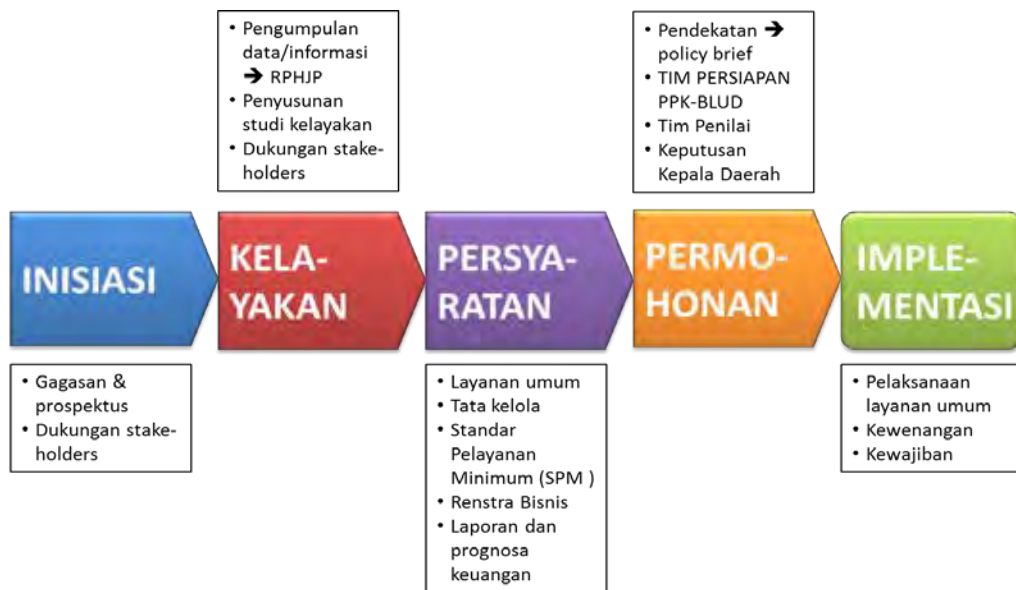 • Pengumpulan
data/informasi
➔ RPHJP
• Penyusunan
studi kelayakan
• Dukungan stake-
holders
• Pendekatan ➔
policy brief
• TIM PERSIAPAN
PPK-BLUD
• Tim Penilai
• Keputusan
Kepala Daerah
INISIASI
KELA-
YAKAN
PERSYA-
RATAN
PERMO-
HONAN
IMPLE-
MENTASI
• Gagasan &
prospektus
• Dukungan stake-
holders
• Layanan umum
• Tata kelola
• Standar
Pelayanan
Minimum (SPM )
• Renstra Bisnis
• Laporan dan
prognosa
keuangan
• Pelaksanaan
layanan umum
• Kewenangan
• Kewajiban